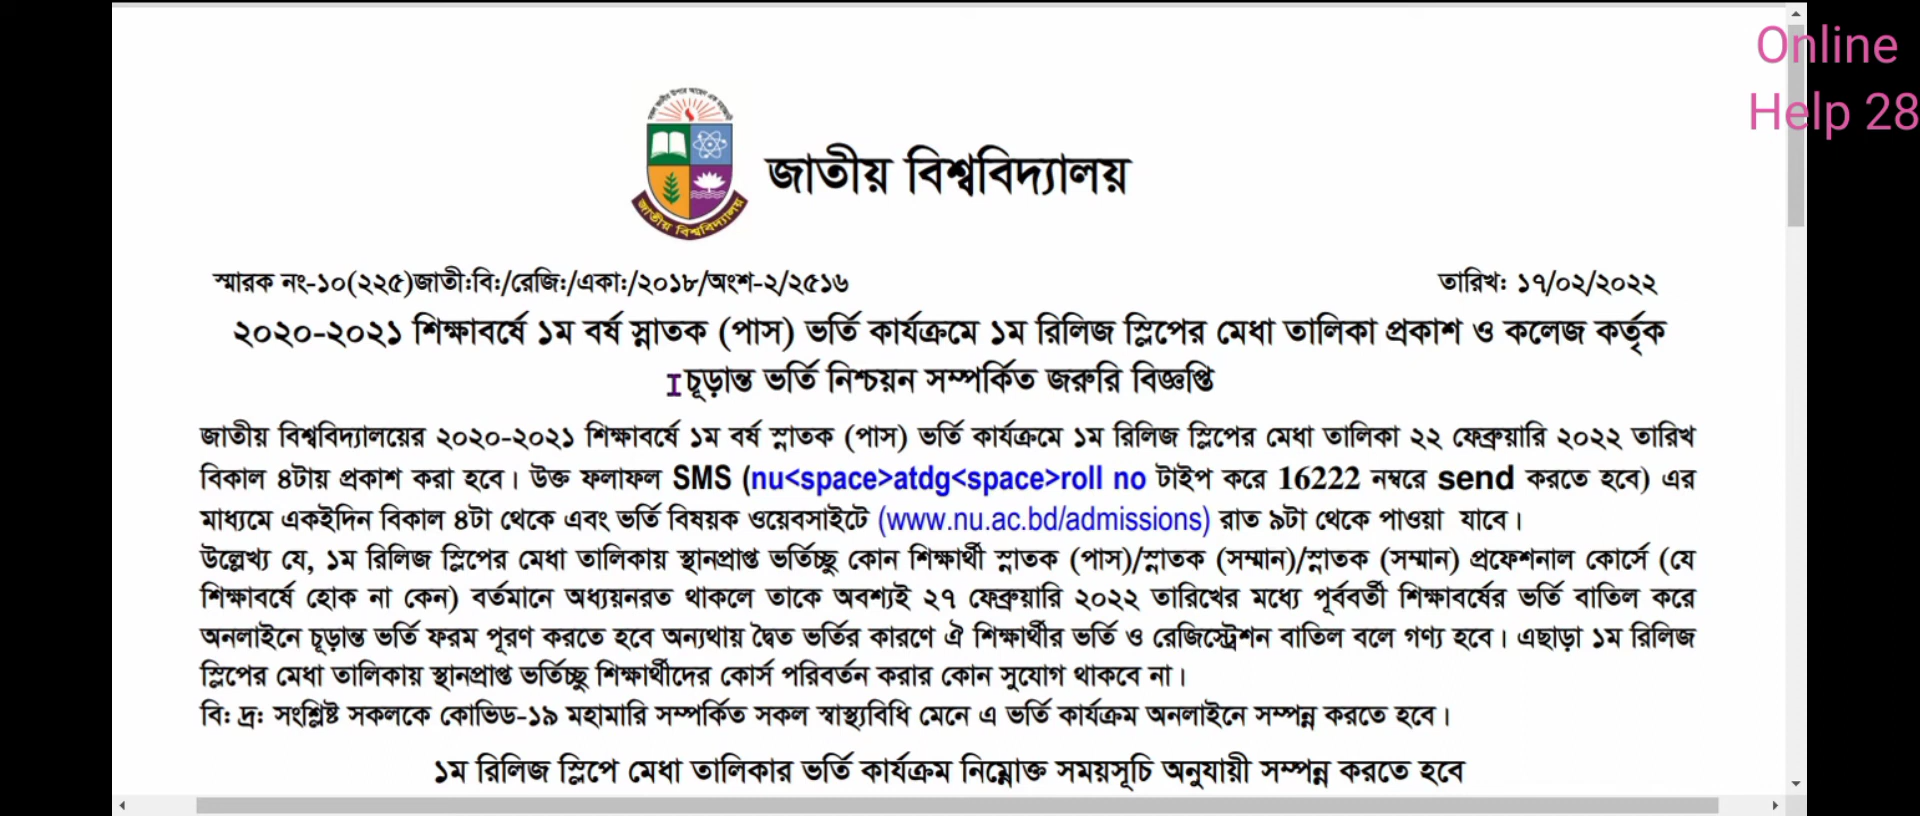 Online
Help 28
জাতীয় বিশ্ববিদ্যালয়
জাতীয় বিশ্ববিদ্যালয়
স্মারক নং-১০(২২৫)জাতী:বি:/রেজি:/একা:/২০১৮/অংশ-২/২৫১৬ তারিখ: ১৭/০২/২০২২
২০২০-২০২১ শিক্ষাবর্ষে ১ম বর্ষ স্নাতক (পাস) ভর্তি কার্যক্রমে ১ম রিলিজ স্লিপের মেধা তালিকা প্রকাশ ও কলেজ কর্তৃক
চূড়ান্ত ভর্তি নিশ্চয়ন সম্পর্কিত জরুরি বিজ্ঞপ্তি
জাতীয় বিশ্ববিদ্যালয়ের ২০২০-২০২১ শিক্ষাবর্ষে ১ম বর্ষ স্নাতক (পাস) ভর্তি কার্যক্রমে ১ম রিলিজ স্লিপের মেধা তালিকা ২২ ফেব্রুয়ারি ২০২২ তারিখ
বিকাল ৪টায় প্রকাশ করা হবে। উক্ত ফলাফল SMS (nu<space>atdg<space>roll no টাইপ করে 16222 নম্বরে send করতে হবে) এর
মাধ্যমে একইদিন বিকাল ৪টা থেকে এবং ভর্তি বিষয়ক ওয়েবসাইটে (www.nu.ac.bd/admissions) রাত ৯টা থেকে পাওয়া যাবে।
উল্লেখ্য যে, ১ম রিলিজ স্লিপের মেধা তালিকায় স্থানপ্রাপ্ত ভর্তিচ্ছু কোন শিক্ষার্থী স্নাতক (পাস)/স্নাতক (সম্মান)/স্নাতক (সম্মান) প্রফেশনাল কোর্সে (যে
শিক্ষাবর্ষে হোক না কেন) বর্তমানে অধ্যয়নরত থাকলে তাকে অবশ্যই ২৭ ফেব্রুয়ারি ২০২২ তারিখের মধ্যে পূর্ববর্তী শিক্ষাবর্ষের ভর্তি বাতিল করে
অনলাইনে চূড়ান্ত ভর্তি ফরম পূরণ করতে হবে অন্যথায় দ্বৈত ভর্তির কারণে ঐ শিক্ষার্থীর ভর্তি ও রেজিস্ট্রেশন বাতিল বলে গণ্য হবে। এছাড়া ১ম রিলিজ
স্লিপের মেধা তালিকায় স্থানপ্রাপ্ত ভর্তিচ্ছু শিক্ষার্থীদের কোর্স পরিবর্তন করার কোন সুযোগ থাকবে না।
বি: দ্র: সংশ্লিষ্ট সকলকে কোভিড-১৯ মহামারি সম্পর্কিত সকল স্বাস্থ্যবিধি মেনে এ ভর্তি কার্যক্রম অনলাইনে সম্পন্ন করতে হবে।
১ম রিলিজ স্লিপে মেধা তালিকার ভর্তি কার্যক্রম নিম্নোক্ত সময়সূচি অনুযায়ী সম্পন্ন করতে হবে